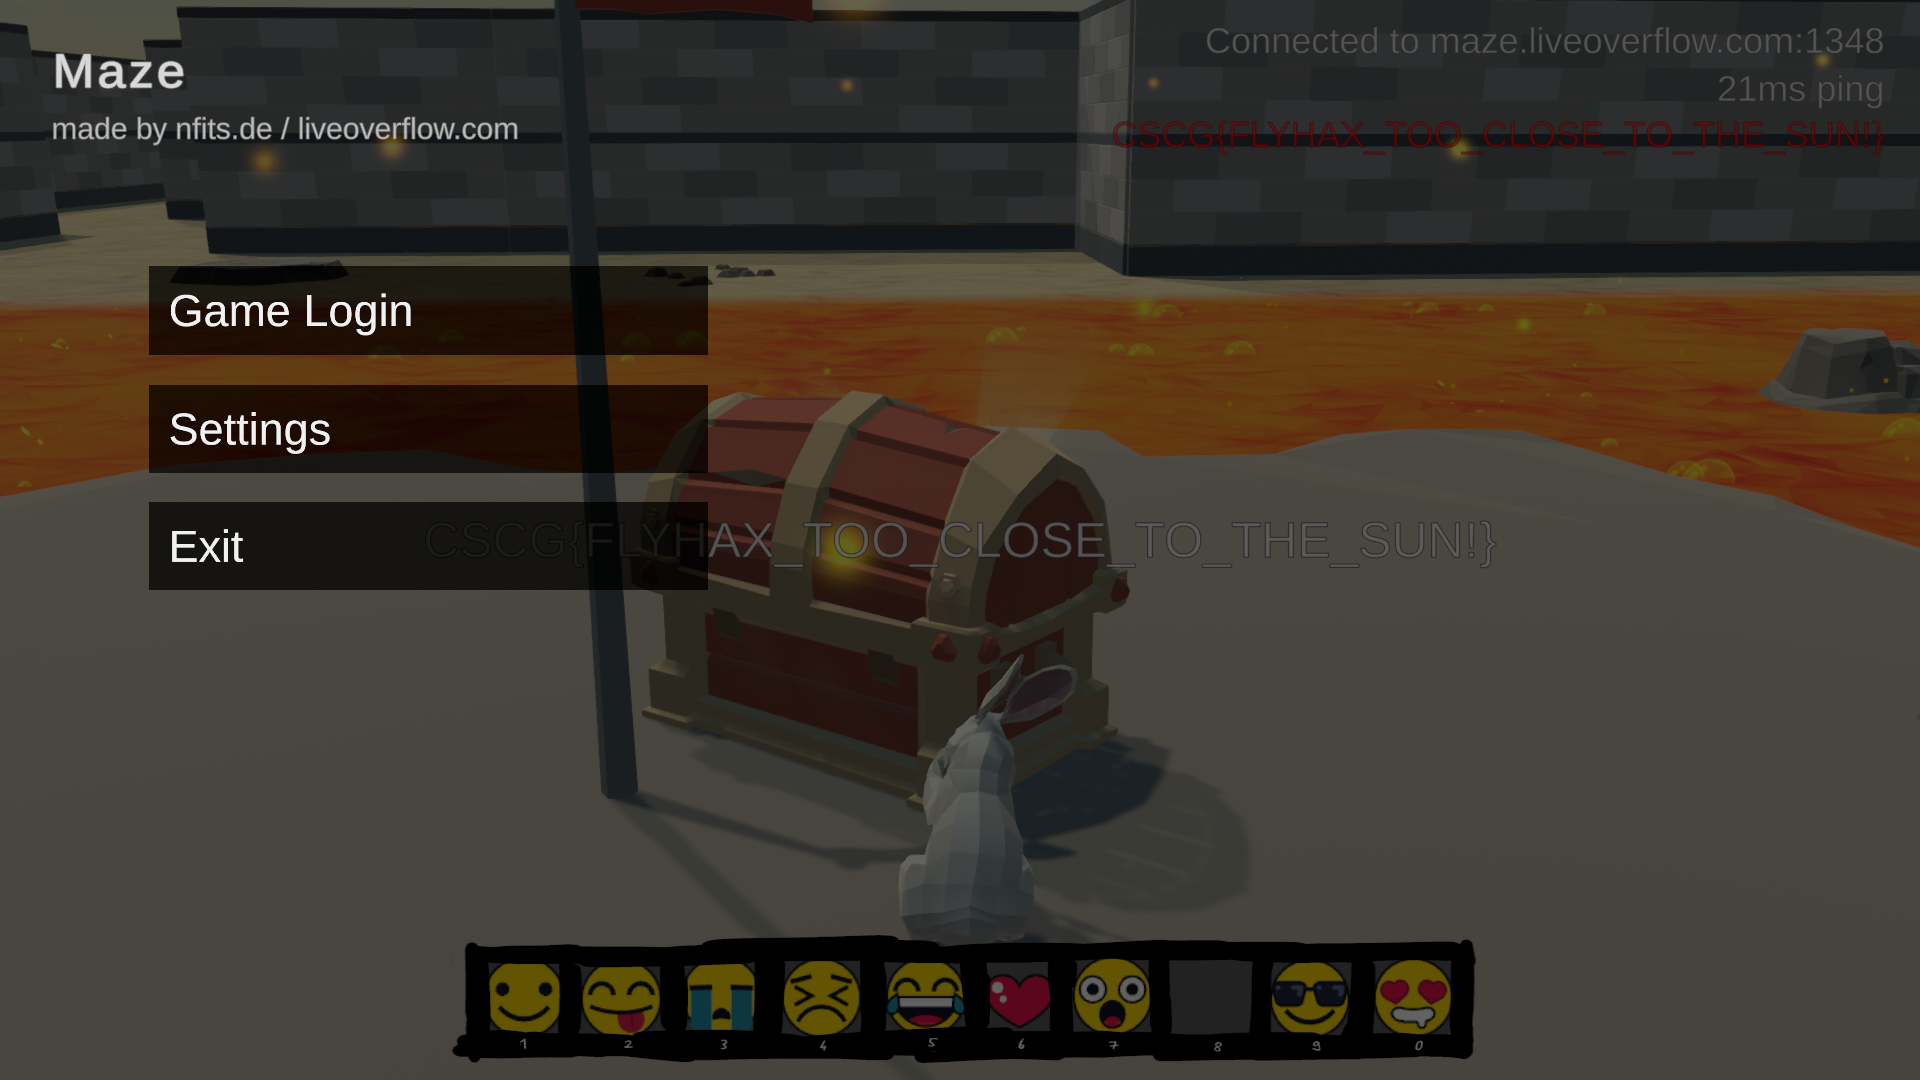 Maze
made by nfits.de / liveoverflow.com
Connected to maze.liveoverflow.com:1348
21ms ping
CSCG{FLYHAX_TOO_CLOSE_TO_THE_SUN!}
Game Login
Settings
Exit
CSCG{FLYHAX_TOO_CLOSE_TO_THE_SUN!}
1 2 3 4 5 6 7 8 9 0